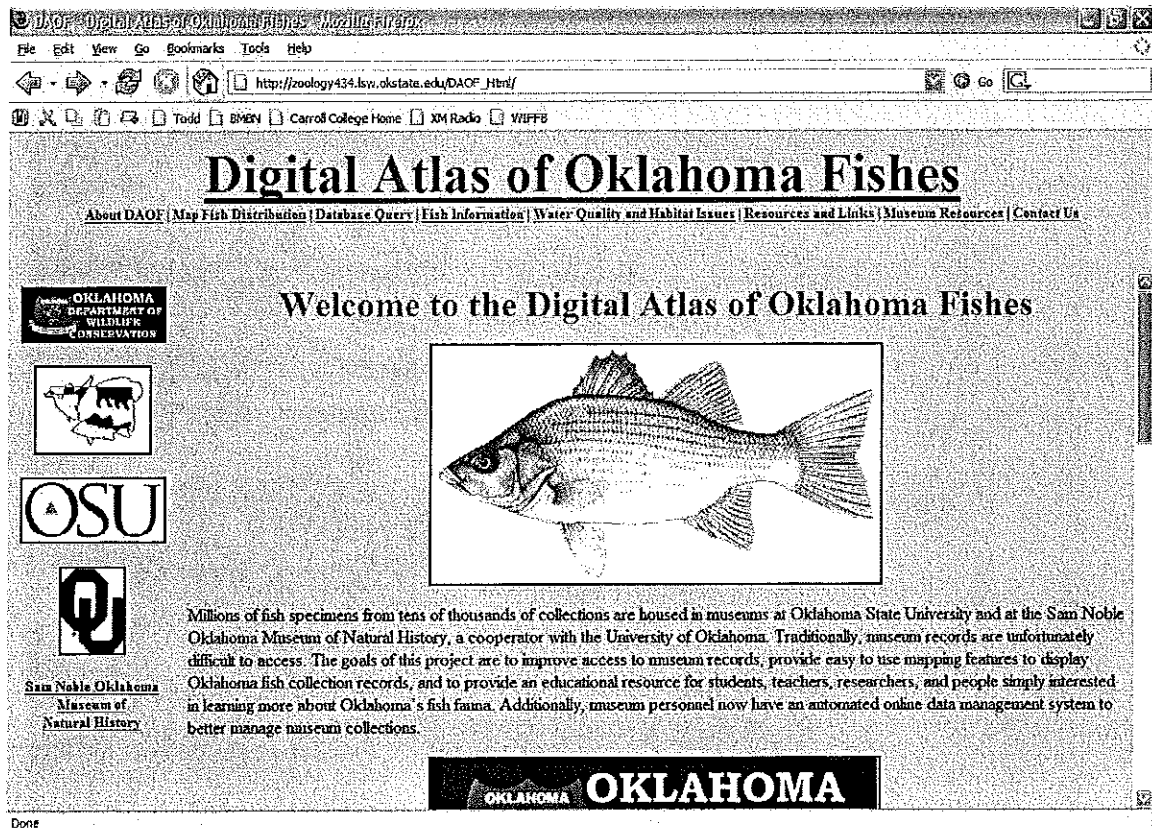 DAOF - Digital Atlas of Oklahoma Fishes - Mozilla Firefox
File Edit View Go Bookmarks Tools Help
http://zoology434.lsw.okstate.edu/DAOF_Html/
Go
Todd BMBN Carroll College Home XM Radio WIFFB
Digital Atlas of Oklahoma Fishes
About DAOF | Map Fish Distribution | Database Query | Fish Information | Water Quality and Habitat Issues | Resources and Links | Museum Resources | Contact Us
OKLAHOMA
DEPARTMENT OF
WILDLIFE
CONSERVATION
OSU
OU
Sam Noble Oklahoma
Museum of
Natural History
Welcome to the Digital Atlas of Oklahoma Fishes
Millions of fish specimens from tens of thousands of collections are housed in museums at Oklahoma State University and at the Sam Noble
Oklahoma Museum of Natural History, a cooperator with the University of Oklahoma. Traditionally, museum records are unfortunately
difficult to access. The goals of this project are to improve access to museum records, provide easy to use mapping features to display
Oklahoma fish collection records, and to provide an educational resource for students, teachers, researchers, and people simply interested
in learning more about Oklahoma's fish fauna. Additionally, museum personnel now have an automated online data management system to
better manage museum collections.
OKLAHOMA OKLAHOMA
Done